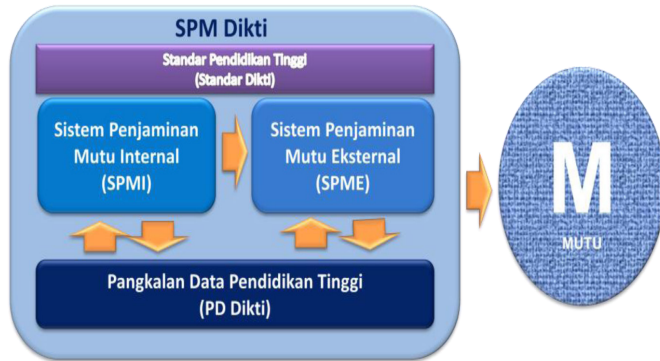 SPM Dikti
Standar Pendidikan Tinggi
(Standar Dikti)
Sistem Penjaminan
Mutu Internal
(SPMI)
Sistem Penjaminan
Mutu Eksternal
(SPME)
Pangkalan Data Pendidikan Tinggi
(PD Dikti)
M
MUTU